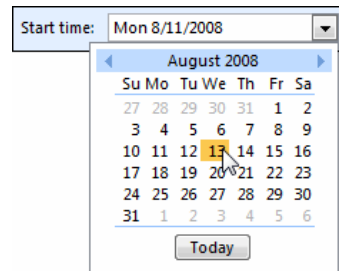 Start time: Mon 8/11/2008
August 2008
Su Mo Tu We Th Fr Sa
27 28 29 30 31 1 2
3 4 5 6 7 8 9
10 11 12 13 14 15 16
17 18 19 20 21 22 23
24 25 26 27 28 29 30
31 1 2 3 4 5 6
Today